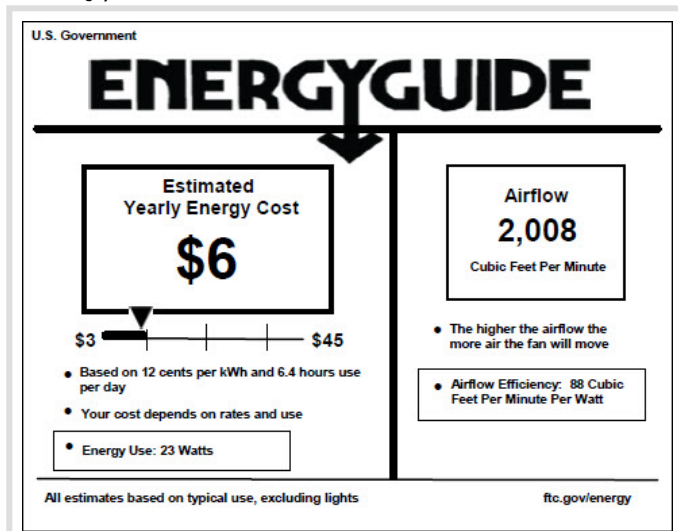 U.S. Government
ENERGYGUIDE
Estimated
Yearly Energy Cost
$6
$3
$45
• Based on 12 cents per kWh and 6.4 hours use
per day
• Your cost depends on rates and use
• Energy Use: 23 Watts
Airflow
2,008
Cubic Feet Per Minute
• The higher the airflow the
more air the fan will move
• Airflow Efficiency: 88 Cubic
Feet Per Minute Per Watt
All estimates based on typical use, excluding lights
ftc.gov/energy